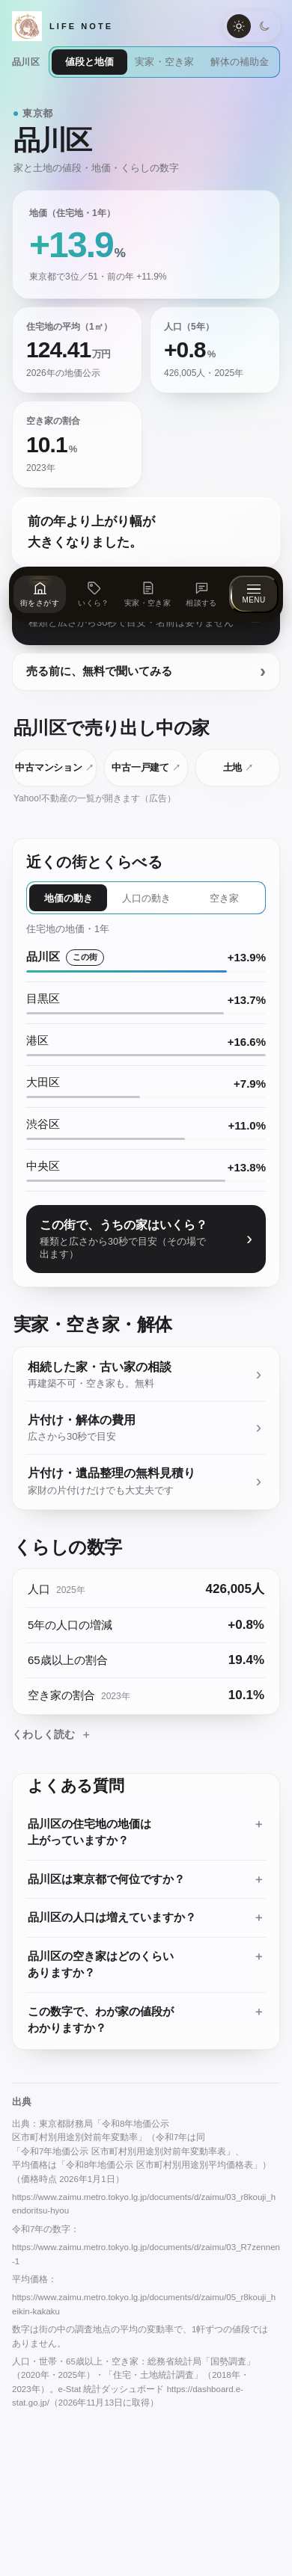 LIFE NOTE
品川区
値段と地価
実家・空き家
解体の補助金
東京都
品川区
家と土地の値段・地価・くらしの数字
地価（住宅地・1年）
+13.9%
東京都で3位／51・前の年 +11.9%
住宅地の平均（1㎡）
124.41万円
2026年の地価公示
人口（5年）
+0.8%
426,005人・2025年
空き家の割合
10.1%
2023年
前の年より上がり幅が
大きくなりました。
街をさがす
いくら？
実家・空き家
相談する
MENU
種類と広さから30秒で目安・名前は要りません
売る前に、無料で聞いてみる ›
品川区で売り出し中の家
中古マンション ↗
中古一戸建て ↗
土地 ↗
Yahoo!不動産の一覧が開きます（広告）
近くの街とくらべる
地価の動き
人口の動き
空き家
住宅地の地価・1年
品川区 この街 +13.9%
目黒区 +13.7%
港区 +16.6%
大田区 +7.9%
渋谷区 +11.0%
中央区 +13.8%
この街で、うちの家はいくら？
種類と広さから30秒で目安（その場で
出ます） ›
実家・空き家・解体
相続した家・古い家の相談
再建築不可・空き家も。無料 ›
片付け・解体の費用
広さから30秒で目安 ›
片付け・遺品整理の無料見積り
家財の片付けだけでも大丈夫です ›
くらしの数字
人口 2025年 426,005人
5年の人口の増減 +0.8%
65歳以上の割合 19.4%
空き家の割合 2023年 10.1%
くわしく読む +
よくある質問
品川区の住宅地の地価は
上がっていますか？ +
品川区は東京都で何位ですか？ +
品川区の人口は増えていますか？ +
品川区の空き家はどのくらい
ありますか？ +
この数字で、わが家の値段が
わかりますか？ +
出典
出典：東京都財務局「令和8年地価公示
区市町村別用途別対前年変動率」（令和7年は同
「令和7年地価公示 区市町村別用途別対前年変動率表」、
平均価格は「令和8年地価公示 区市町村別用途別平均価格表」）
（価格時点 2026年1月1日）
https://www.zaimu.metro.tokyo.lg.jp/documents/d/zaimu/03_r8kouji_h
endoritsu-hyou
令和7年の数字：
https://www.zaimu.metro.tokyo.lg.jp/documents/d/zaimu/03_R7zennen
-1
平均価格：
https://www.zaimu.metro.tokyo.lg.jp/documents/d/zaimu/05_r8kouji_h
eikin-kakaku
数字は街の中の調査地点の平均の変動率で、1軒ずつの値段では
ありません。
人口・世帯・65歳以上・空き家：総務省統計局「国勢調査」
（2020年・2025年）・「住宅・土地統計調査」（2018年・
2023年）。e-Stat 統計ダッシュボード https://dashboard.e-
stat.go.jp/（2026年11月13日に取得）